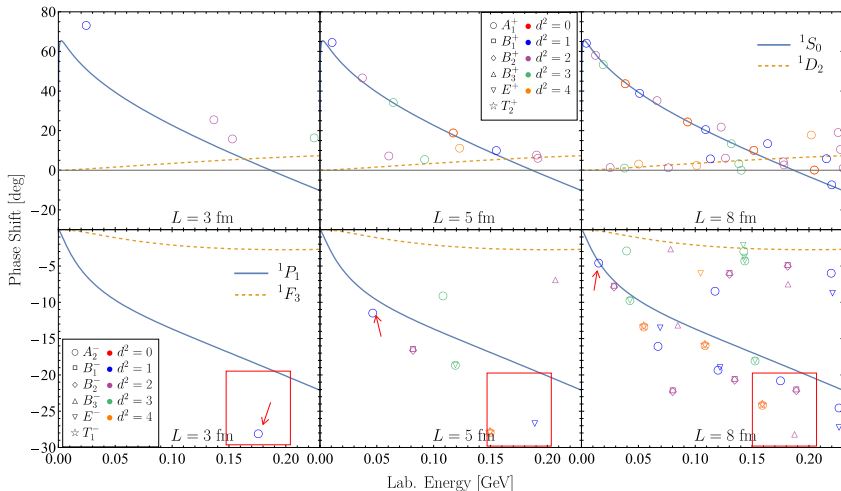 80
60
40
20
0
−20
Phase Shift [deg]
L = 3 fm
L = 5 fm
L = 8 fm
A₁⁺ d² = 0
B₁⁺ d² = 1
B₂⁺ d² = 2
B₃⁺ d² = 3
E⁺ d² = 4
T₂⁺
¹S₀
¹D₂
−5
−10
−15
−20
−25
−30
¹P₁
¹F₃
A₂⁻ d² = 0
B₁⁻ d² = 1
B₂⁻ d² = 2
B₃⁻ d² = 3
E⁻ d² = 4
T₁⁻
L = 3 fm
L = 5 fm
L = 8 fm
0.00 0.05 0.10 0.15 0.20 0.00 0.05 0.10 0.15 0.20 0.00 0.05 0.10 0.15 0.20
Lab. Energy [GeV]